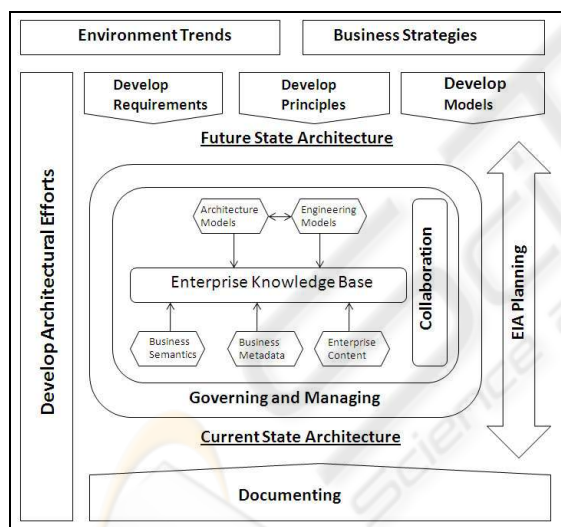 Environment Trends
Business Strategies
Develop
Requirements
Develop
Principles
Develop
Models
Future State Architecture
Develop Architectural Efforts
Architecture
Models
Engineering
Models
Enterprise Knowledge Base
Collaboration
Business
Semantics
Business
Metadata
Enterprise
Content
Governing and Managing
EIA Planning
Current State Architecture
Documenting